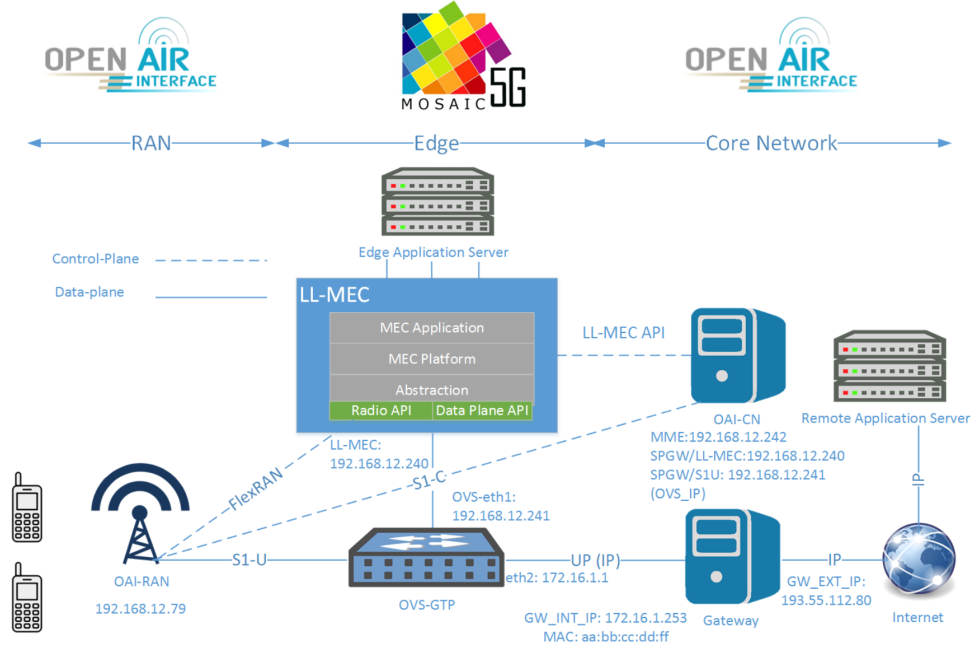 OPEN AIR
INTERFACE
MOSAIC5G
OPEN AIR
INTERFACE
RAN
Edge
Core Network
Edge Application Server
Control-Plane
Data-plane
LL-MEC
MEC Application
MEC Platform
Abstraction
Radio API
Data Plane API
LL-MEC API
OAI-CN
MME:192.168.12.242
SPGW/LL-MEC:192.168.12.240
SPGW/S1U: 192.168.12.241
(OVS_IP)
Remote Application Server
LL-MEC:
192.168.12.240
FlexRAN
S1-C
IP
OVS-eth1:
192.168.12.241
S1-U
UP (IP)
IP
OAI-RAN
192.168.12.79
OVS-GTP
eth2: 172.16.1.1
GW_INT_IP: 172.16.1.253
MAC: aa:bb:cc:dd:ff
Gateway
GW_EXT_IP:
193.55.112.80
Internet